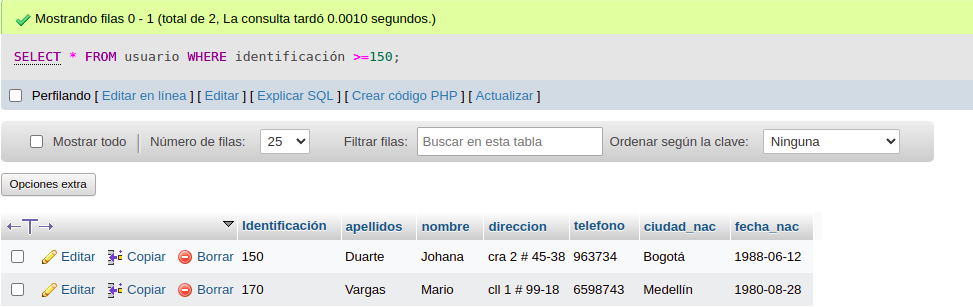 Mostrando filas 0 - 1 (total de 2, La consulta tardó 0.0010 segundos.)
SELECT * FROM usuario WHERE identificación >=150;
Perfilando [ Editar en línea ] [ Editar ] [ Explicar SQL ] [ Crear código PHP ] [ Actualizar ]
Mostrar todo Número de filas: 25 Filtrar filas: Buscar en esta tabla Ordenar según la clave: Ninguna
Opciones extra
←T→ Identificación apellidos nombre direccion telefono ciudad_nac fecha_nac
Editar Copiar Borrar 150 Duarte Johana cra 2 # 45-38 963734 Bogotá 1988-06-12
Editar Copiar Borrar 170 Vargas Mario cll 1 # 99-18 6598743 Medellín 1980-08-28